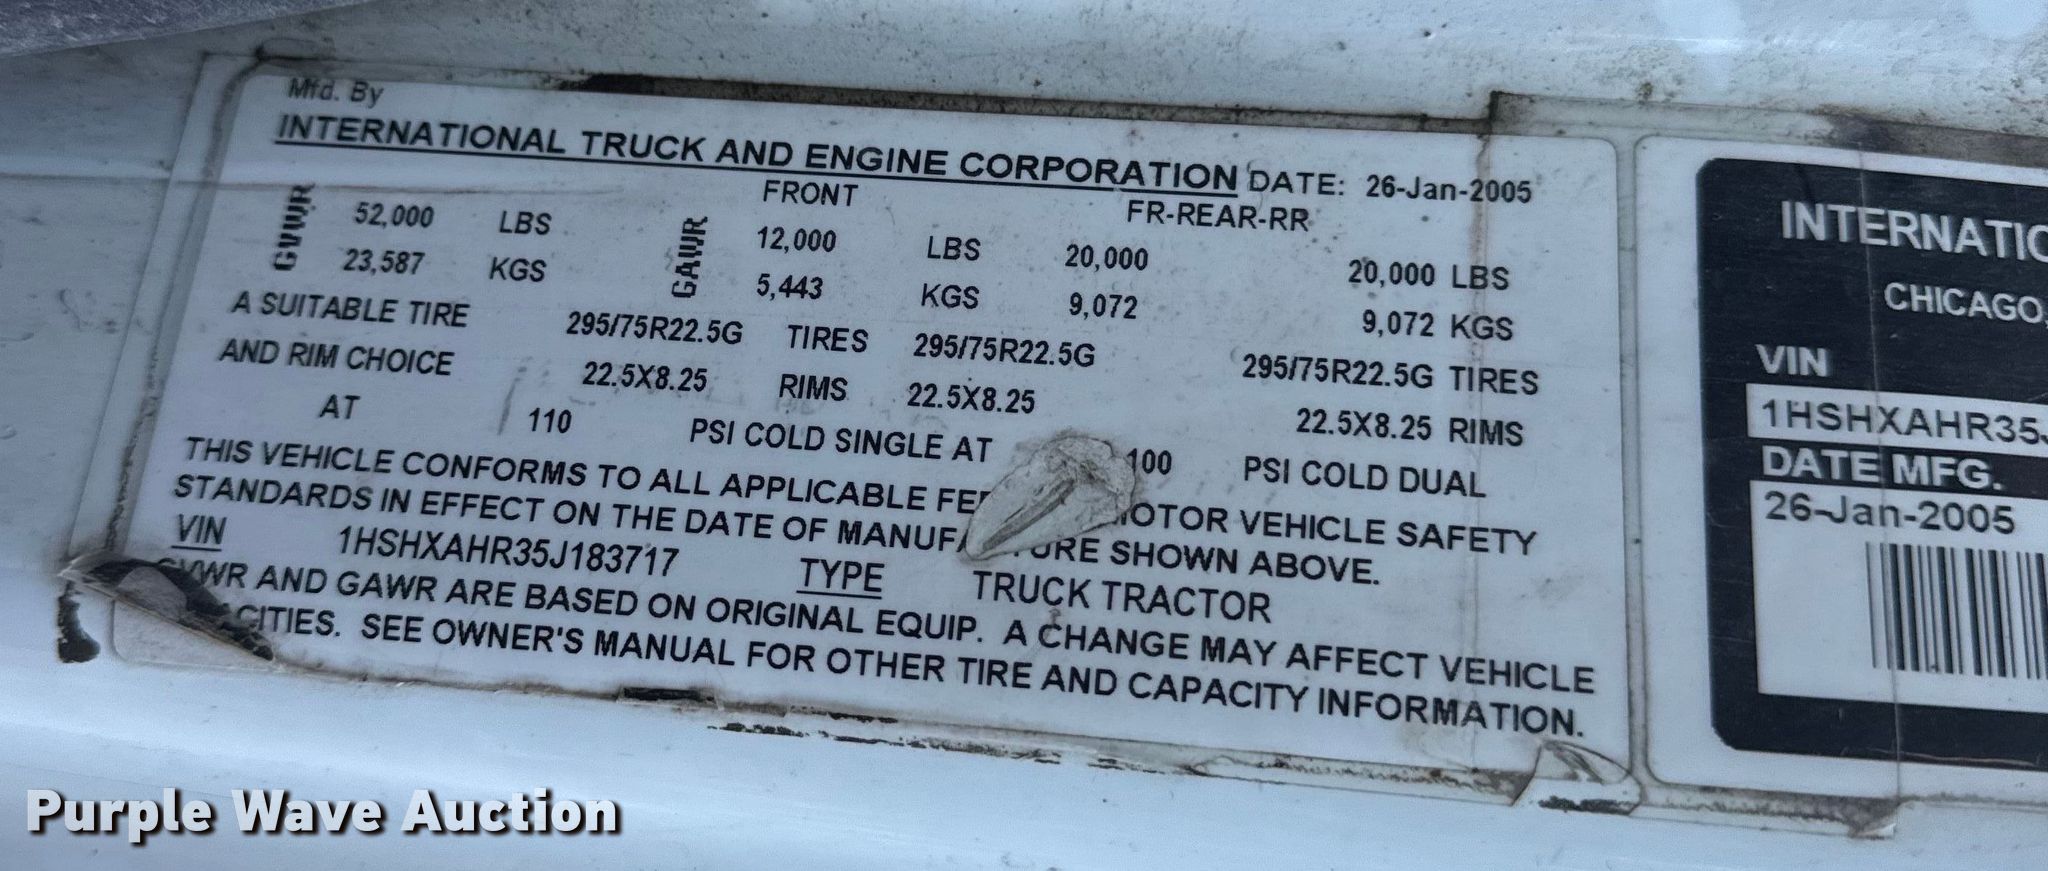 Mfd. By
INTERNATIONAL TRUCK AND ENGINE CORPORATION DATE: 26-Jan-2005
FRONT FR-REAR-RR
GVWR 52,000 LBS GAWR 12,000 LBS 20,000 20,000 LBS
23,587 KGS 5,443 KGS 9,072 9,072 KGS
A SUITABLE TIRE 295/75R22.5G TIRES 295/75R22.5G 295/75R22.5G TIRES
AND RIM CHOICE 22.5X8.25 RIMS 22.5X8.25 22.5X8.25 RIMS
AT 110 PSI COLD SINGLE AT 100 PSI COLD DUAL
THIS VEHICLE CONFORMS TO ALL APPLICABLE VEHICLE SAFETY
STANDARDS IN EFFECT ON THE DATE OF SHOWN ABOVE.
VIN 1HSHXAHR35J183717 TYPE TRUCK TRACTOR
GVWR AND GAWR ARE BASED ON ORIGINAL EQUIP. A CHANGE MAY AFFECT VEHICLE
CITIES. SEE OWNER'S MANUAL FOR OTHER TIRE AND CAPACITY INFORMATION.
INTERNATIO
CHICAGO,
VIN
1HSHXAHR35
DATE MFG.
26-Jan-2005
Purple Wave Auction